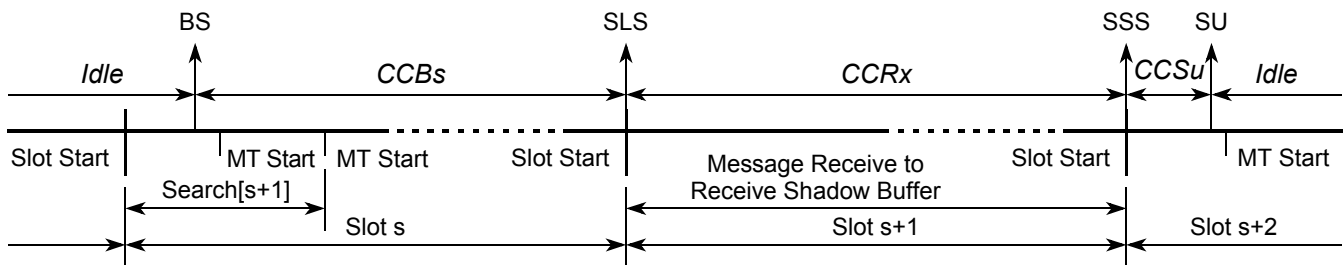 BS SLS SSS SU
Idle CCBs CCRx CCSu Idle
Slot Start MT Start MT Start Slot Start Message Receive to Slot Start MT Start
Search[s+1] Receive Shadow Buffer
Slot s Slot s+1 Slot s+2